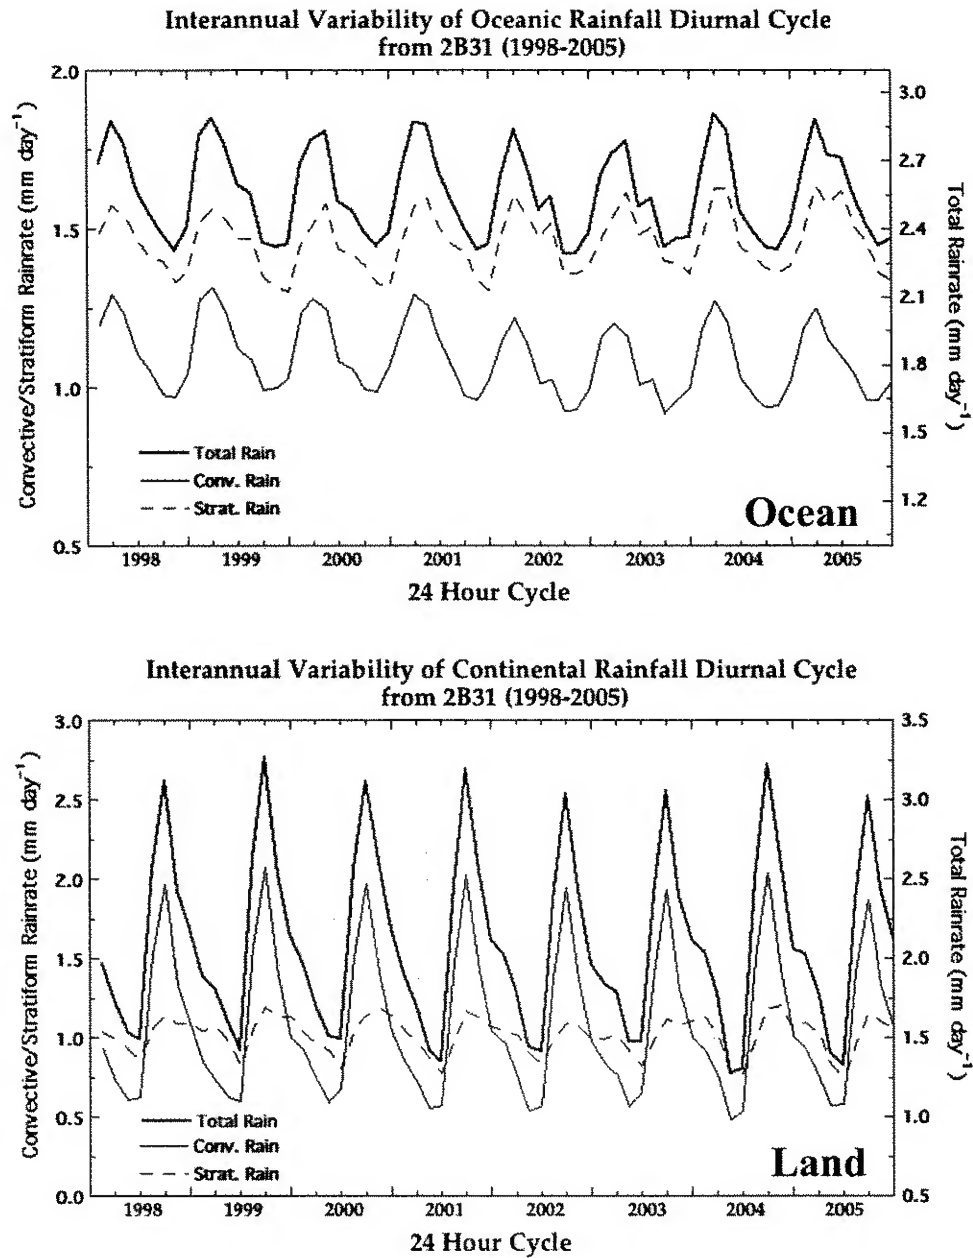 Interannual Variability of Oceanic Rainfall Diurnal Cycle
from 2B31 (1998-2005)
Convective/Stratiform Rainrate (mm day⁻¹)
2.0
1.5
1.0
0.5
Total Rainrate (mm day⁻¹)
3.0
2.7
2.4
2.1
1.8
1.5
1.2
Total Rain
Conv. Rain
Strat. Rain
Ocean
1998 1999 2000 2001 2002 2003 2004 2005
24 Hour Cycle
Interannual Variability of Continental Rainfall Diurnal Cycle
from 2B31 (1998-2005)
Convective/Stratiform Rainrate (mm day⁻¹)
3.0
2.5
2.0
1.5
1.0
0.5
0.0
Total Rainrate (mm day⁻¹)
3.5
3.0
2.5
2.0
1.5
1.0
0.5
Total Rain
Conv. Rain
Strat. Rain
Land
1998 1999 2000 2001 2002 2003 2004 2005
24 Hour Cycle